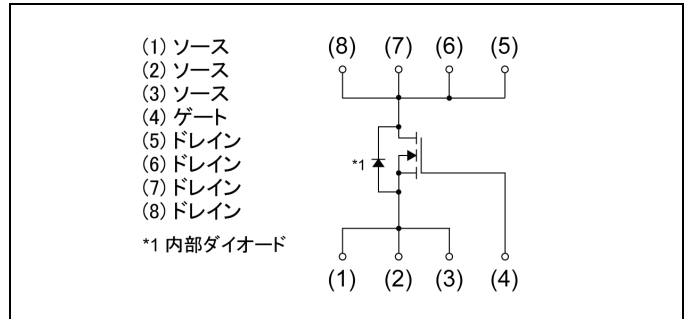 (1) ソース
(2) ソース
(3) ソース
(4) ゲート
(5) ドレイン
(6) ドレイン
(7) ドレイン
(8) ドレイン
*1 内部ダイオード
(8) (7) (6) (5)
*1
(1) (2) (3) (4)